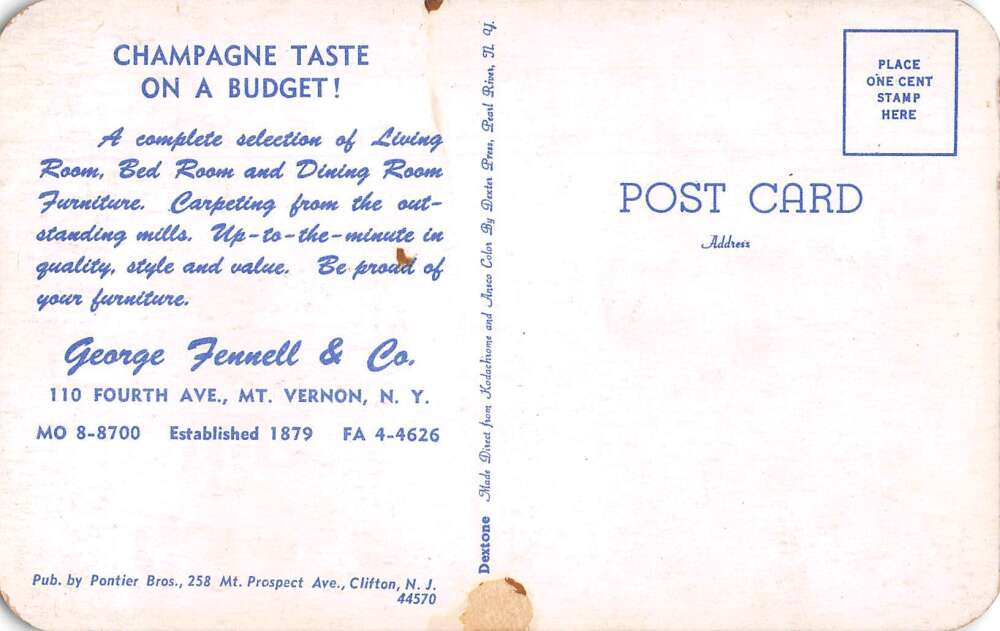 CHAMPAGNE TASTE
ON A BUDGET!
A complete selection of Living
Room, Bed Room and Dining Room
Furniture. Carpeting from the out-
standing mills. Up-to-the-minute in
quality, style and value. Be proud of
your furniture.
George Fennell & Co.
110 FOURTH AVE., MT. VERNON, N. Y.
MO 8-8700 Established 1879 FA 4-4626
Pub. by Pontier Bros., 258 Mt. Prospect Ave., Clifton, N. J.
44570
Dextone Made Direct from Kodachrome and Ansco Color By Dexter Press, Pearl River, N. Y.
PLACE
ONE CENT
STAMP
HERE
POST CARD
Address